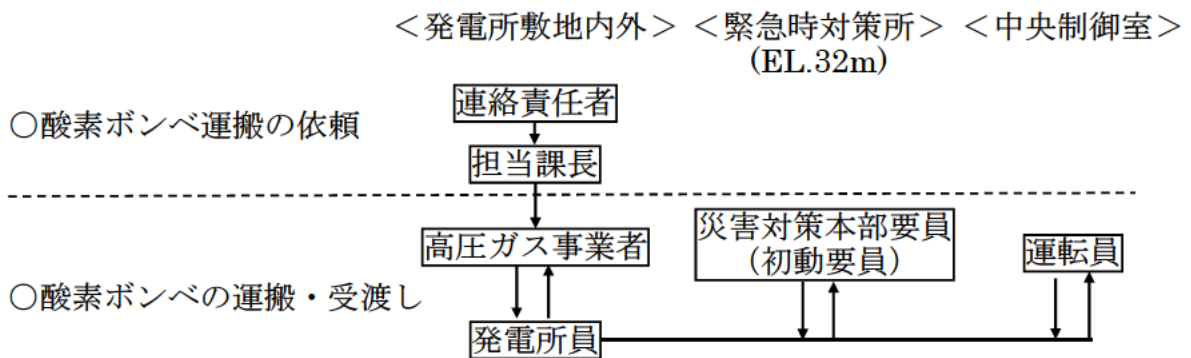 ＜発電所敷地内外＞ ＜緊急時対策所＞ ＜中央制御室＞
(EL.32m)
連絡責任者
○酸素ボンベ運搬の依頼
担当課長
高圧ガス事業者
災害対策本部要員
（初動要員）
運転員
○酸素ボンベの運搬・受渡し
発電所員